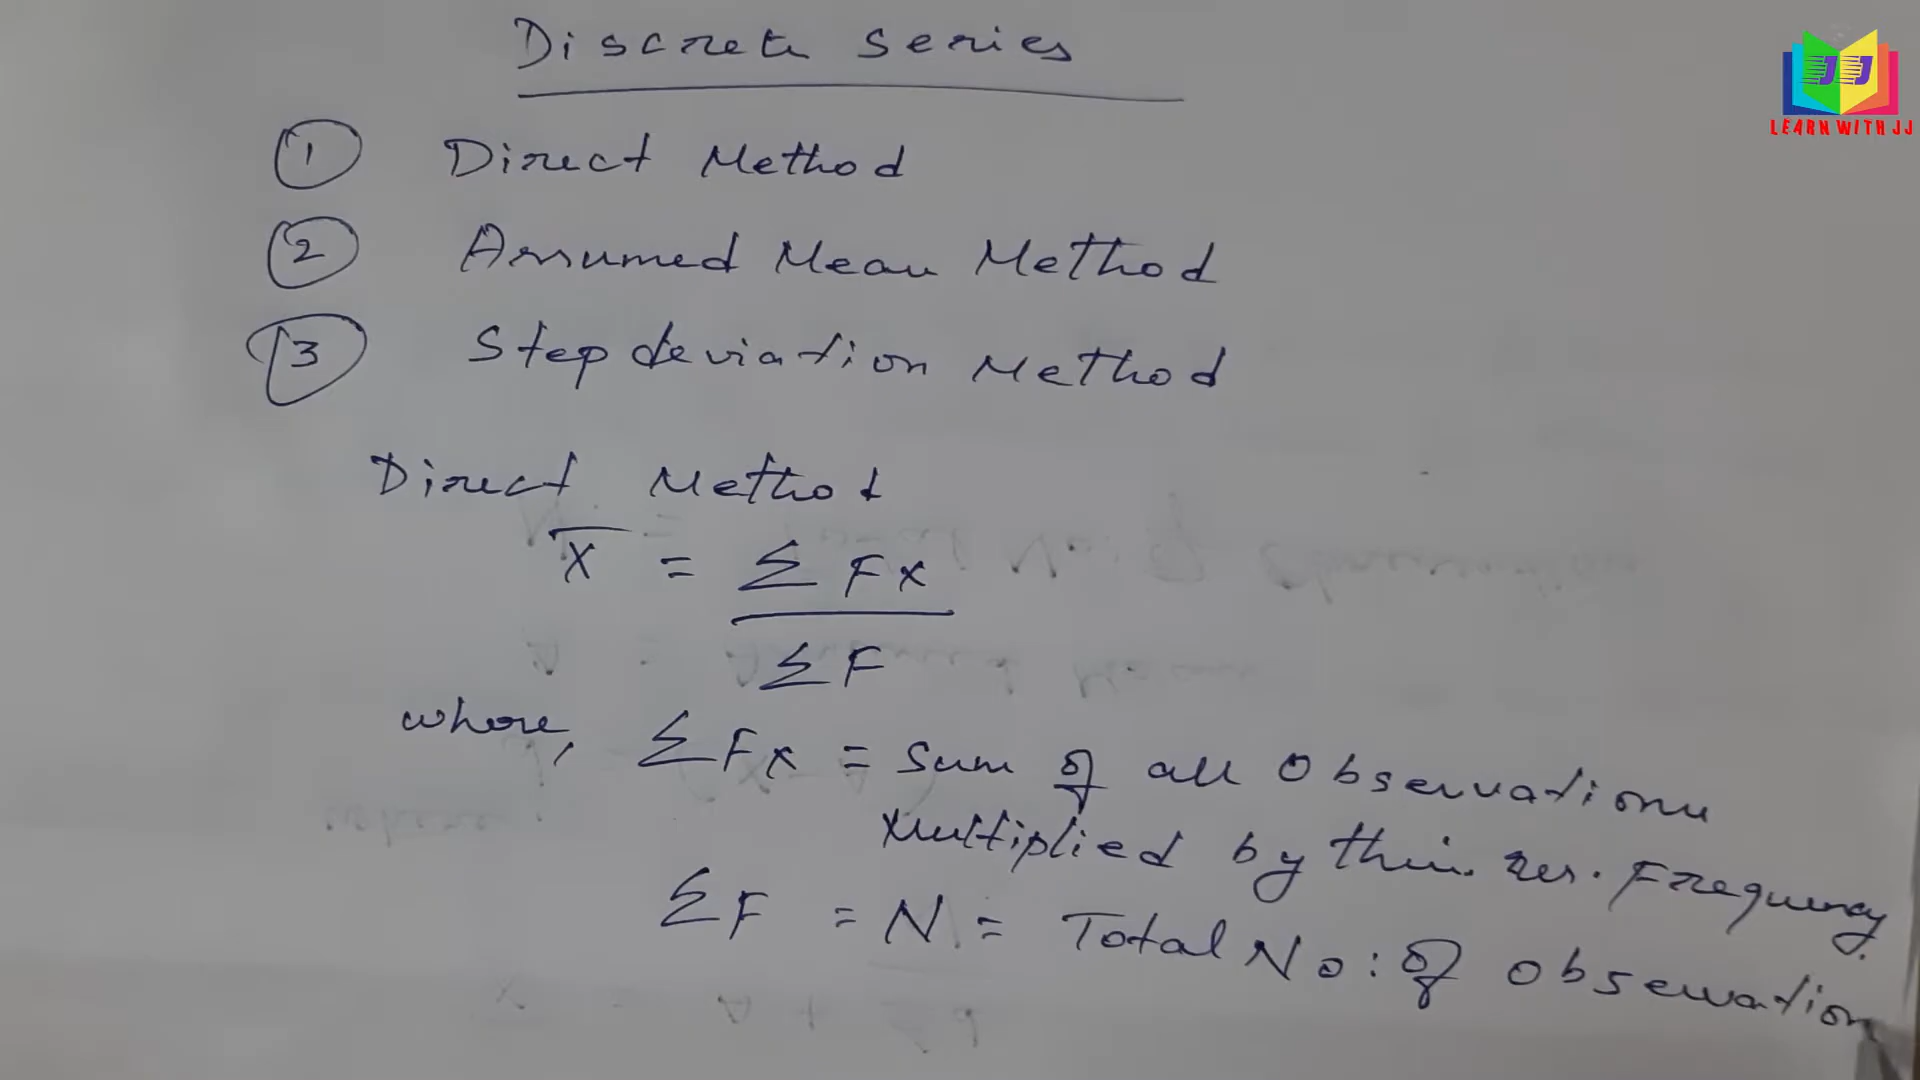 Discrete series
JJ
LEARN WITH JJ
1 Direct Method
2 Assumed Mean Method
3 Step deviation Method
Direct Method
X̄ = ΣFX
ΣF
where, ΣFX = Sum of all Observations
Multiplied by their res. Frequency.
ΣF = N = Total No: of observation